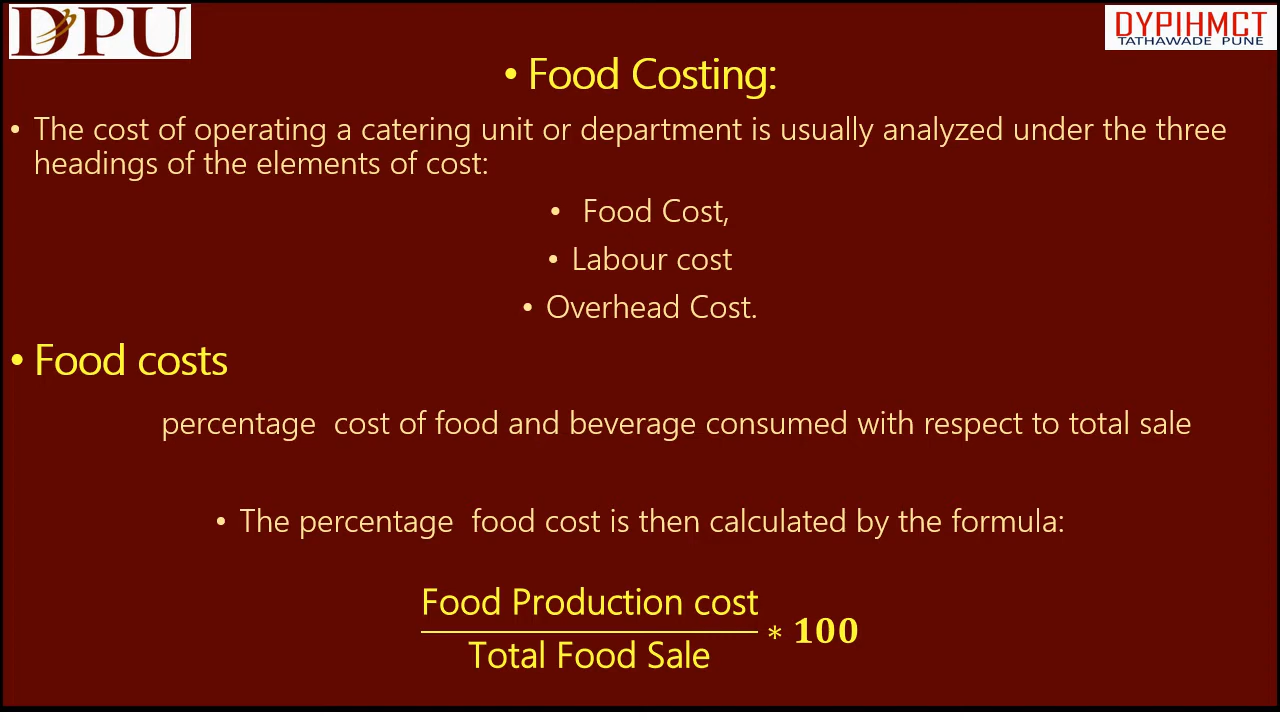 DPU
DYPIHMCT
TATHAWADE PUNE
• Food Costing:
• The cost of operating a catering unit or department is usually analyzed under the three
headings of the elements of cost:
• Food Cost,
• Labour cost
• Overhead Cost.
• Food costs
percentage cost of food and beverage consumed with respect to total sale
• The percentage food cost is then calculated by the formula:
Food Production cost
* 100
Total Food Sale